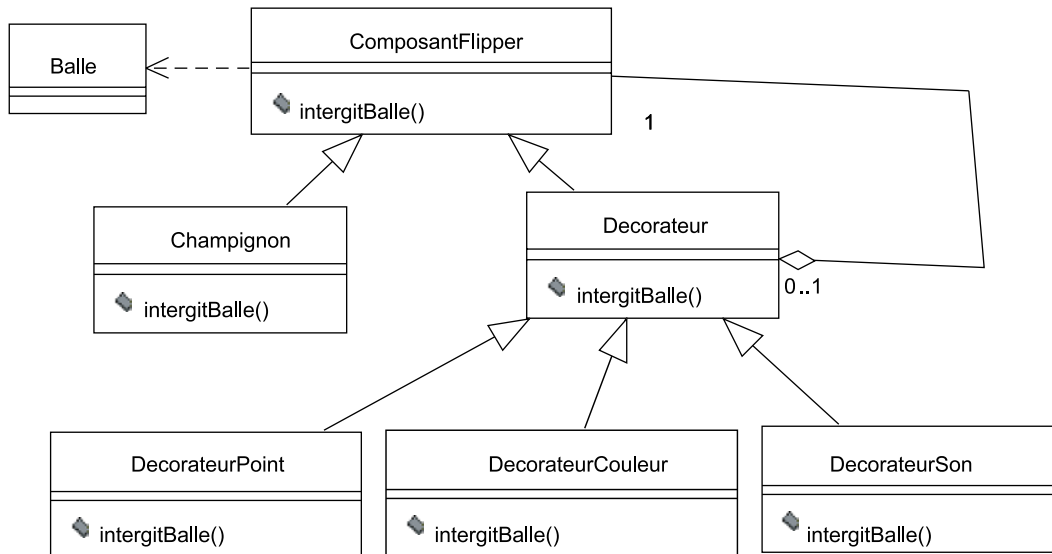 ComposantFlipper
Balle
intergitBalle()
1
Champignon
Decorateur
intergitBalle()
intergitBalle()
0..1
DecorateurPoint
DecorateurCouleur
DecorateurSon
intergitBalle()
intergitBalle()
intergitBalle()